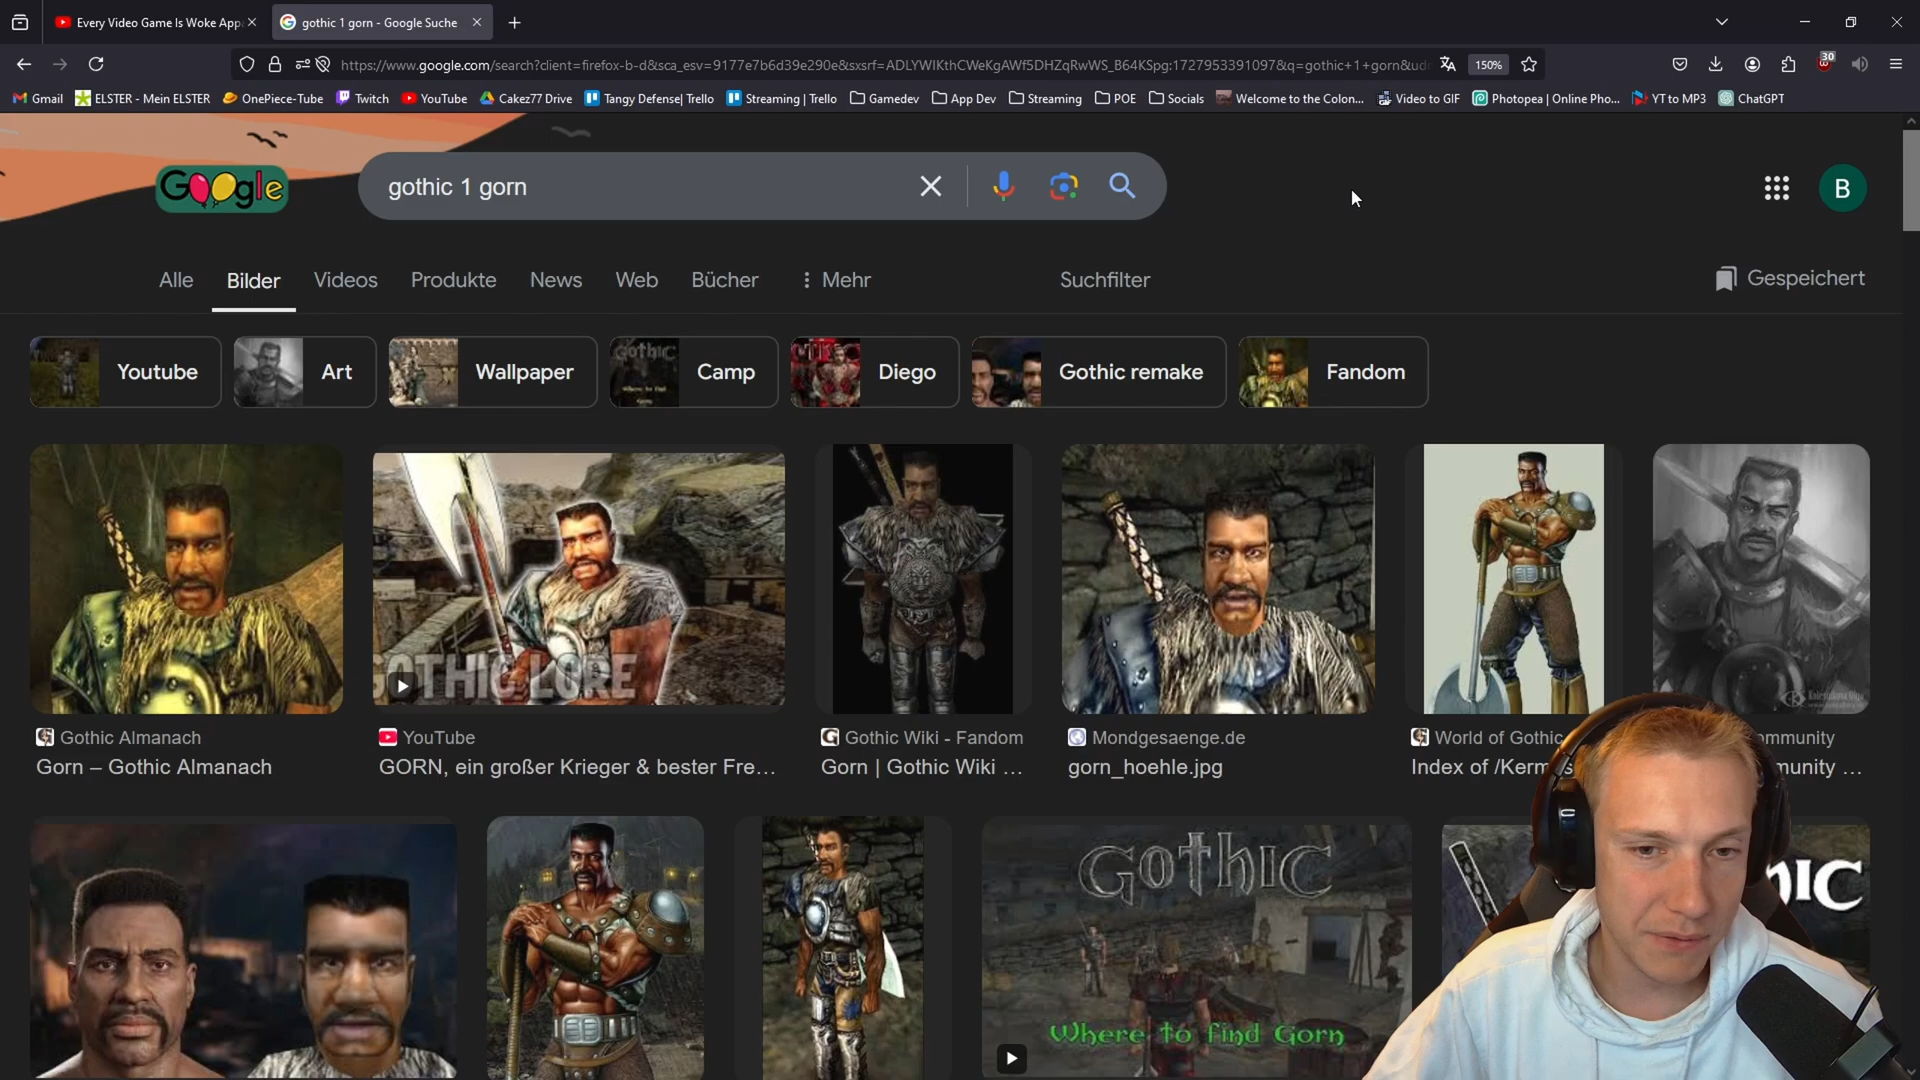 Every Video Game Is Woke App
gothic 1 gorn - Google Suche
https://www.google.com/search?client=firefox-b-d&sca_esv=9177e7b6d39e290e&sxsrf=ADLYWIKthCWeKgAWf5DHZqRwWS_B64KSpg:1727953391097&q=gothic+1+gorn&ud
150%
30
Gmail
ELSTER - Mein ELSTER
OnePiece-Tube
Twitch
YouTube
Cakez77 Drive
Tangy Defense| Trello
Streaming | Trello
Gamedev
App Dev
Streaming
POE
Socials
Welcome to the Colon...
Video to GIF
Photopea | Online Pho...
YT to MP3
ChatGPT
Google
gothic 1 gorn
B
Alle
Bilder
Videos
Produkte
News
Web
Bücher
Mehr
Suchfilter
Gespeichert
Youtube
Art
Wallpaper
Camp
Diego
Gothic remake
Fandom
GOTHIC LORE
Gothic Almanach
Gorn – Gothic Almanach
YouTube
GORN, ein großer Krieger & bester Fre...
Gothic Wiki - Fandom
Gorn | Gothic Wiki ...
Mondgesaenge.de
gorn_hoehle.jpg
World of Gothic
Index of /Kerm
mmunity
munity ...
GOTHIC
Where to find Gorn
HIC